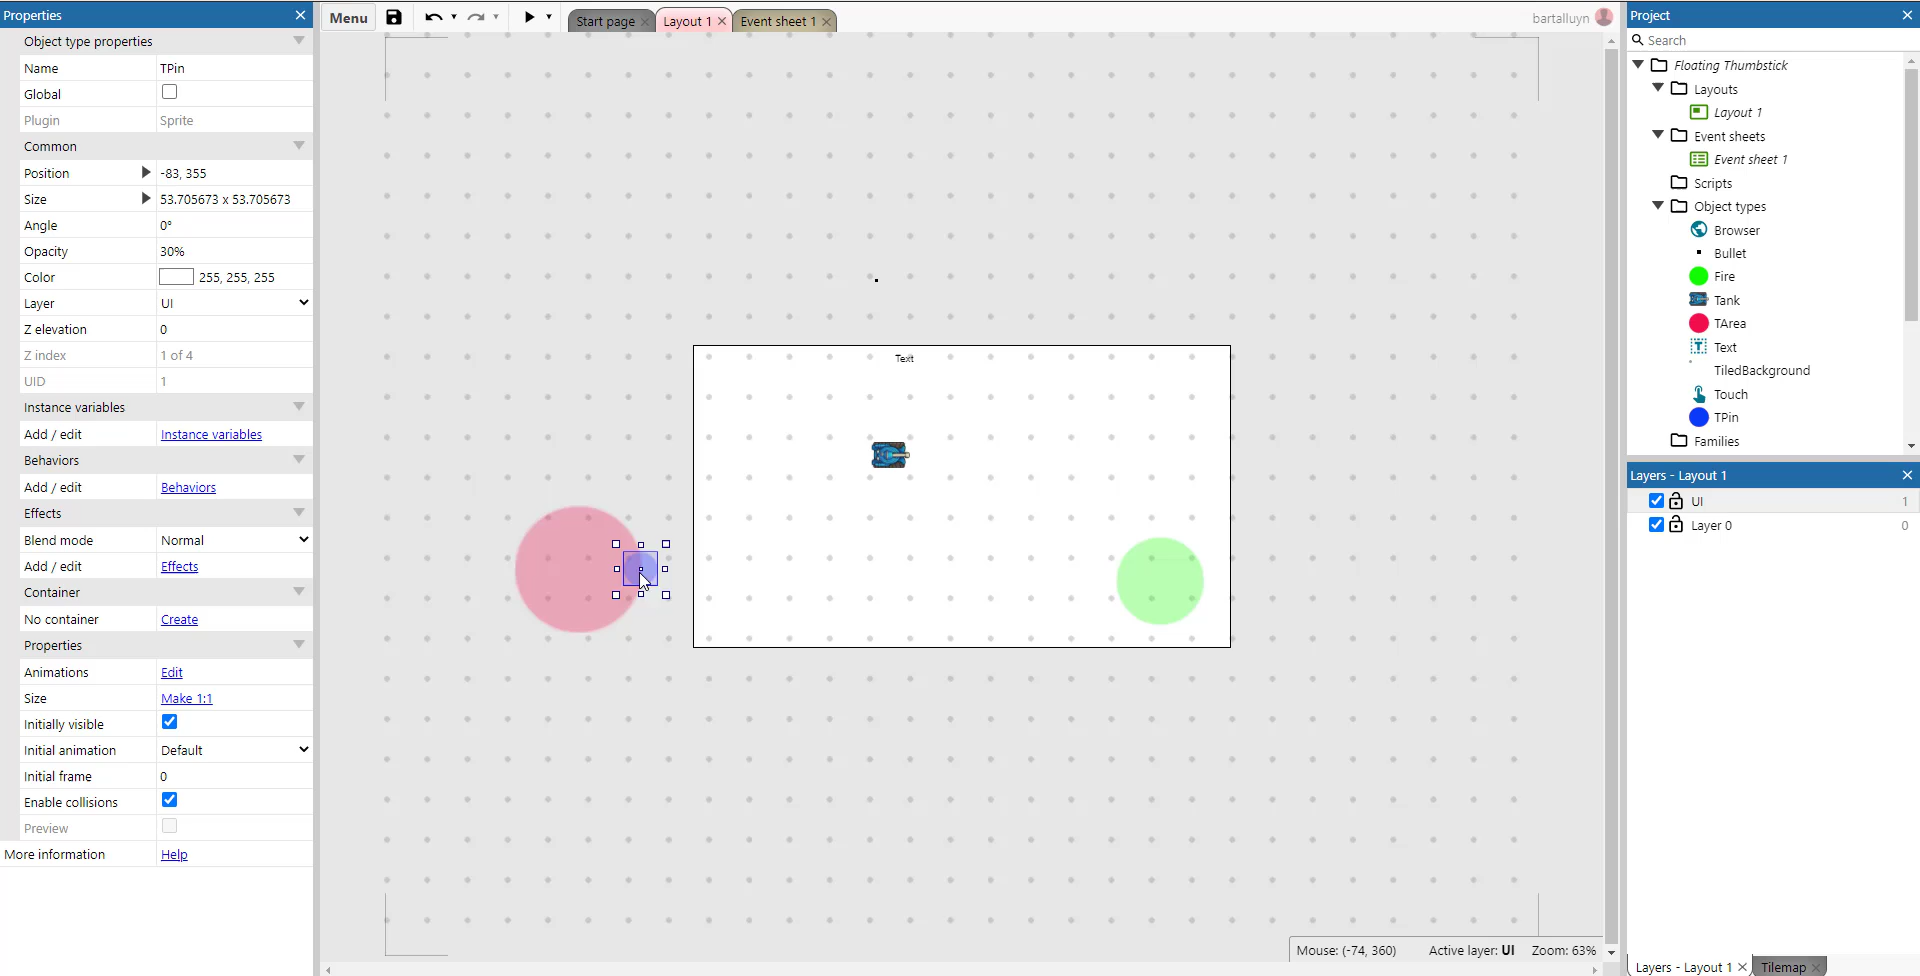 Properties
Object type properties
Name TPin
Global
Plugin Sprite
Common
Position -83, 355
Size 53.705673 x 53.705673
Angle 0°
Opacity 30%
Color 255, 255, 255
Layer UI
Z elevation 0
Z index 1 of 4
UID 1
Instance variables
Add / edit Instance variables
Behaviors
Add / edit Behaviors
Effects
Blend mode Normal
Add / edit Effects
Container
No container Create
Properties
Animations Edit
Size Make 1:1
Initially visible
Initial animation Default
Initial frame 0
Enable collisions
Preview
More information Help
Menu
Start page
Layout 1
Event sheet 1
bartalluyn
Text
Mouse: (-74, 360) Active layer: UI Zoom: 63%
Project
Search
Floating Thumbstick
Layouts
Layout 1
Event sheets
Event sheet 1
Scripts
Object types
Browser
Bullet
Fire
Tank
TArea
Text
TiledBackground
Touch
TPin
Families
Layers - Layout 1
UI 1
Layer 0 0
Layers - Layout 1
Tilemap